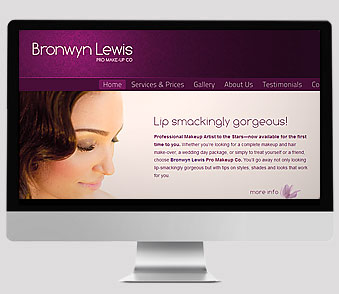 Bronwyn Lewis
PRO MAKE-UP CO
Home Services & Prices Gallery About Us Testimonials Co
Lip smackingly gorgeous!
Professional Makeup Artist to the Stars—now available for the first
time to you. Whether you're looking for a complete makeup and hair
make-over, a wedding day package, or simply to treat yourself or a friend,
choose Bronwyn Lewis Pro Makeup Co. You'll go away not only looking
lip-smackingly gorgeous but with lips on styles, shades and looks that work
for you.
more info